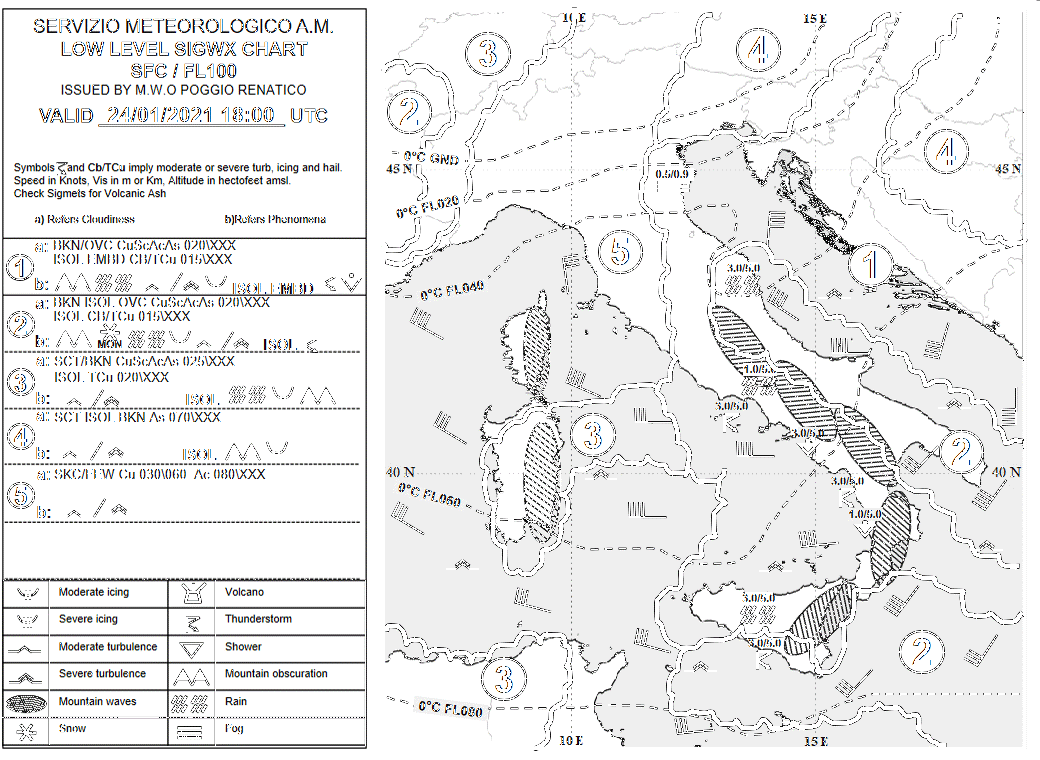 SERVIZIO METEOROLOGICO A.M.
LOW LEVEL SIGWX CHART
SFC / FL100
ISSUED BY M.W.O POGGIO RENATICO
VALID 24/01/2021 18:00 UTC
Symbols and Cb/TCu imply moderate or severe turb, icing and hail.
Speed in Knots, Vis in m or Km, Altitude in hectofeet amsl.
Check Sigmets for Volcanic Ash
a) Refers Cloudiness b)Refers Phenomena
1
a: BKN/OVC CuScAcAs 020\XXX
ISOL EMBD CB/TCu 015\XXX
b: / ISOL EMBD
2
a: BKN ISOL OVC CuScAcAs 020\XXX
ISOL CB/TCu 015\XXX
b: MON / ISOL
3
a: SCT/BKN CuScAcAs 025\XXX
ISOL TCu 020\XXX
b: / ISOL
4
a: SCT ISOL BKN As 070\XXX
b: / ISOL
5
a: SKC/FEW Cu 030\060 Ac 080\XXX
b: /
Moderate icing Volcano
Severe icing Thunderstorm
Moderate turbulence Shower
Severe turbulence Mountain obscuration
Mountain waves Rain
Snow Fog
10 E 15 E
3 4
2
4
0°C GND
45 N 45 N
0.5/0.9
0°C FL020
5
1
3.0/5.0
0°C FL040
1.0/5.0
3.0/5.0
3
3.0/5.0
2
40 N 40 N
3.0/5.0
0°C FL060
1.0/5.0
3.0/5.0
2
3
0°C FL080
10 E 15 E